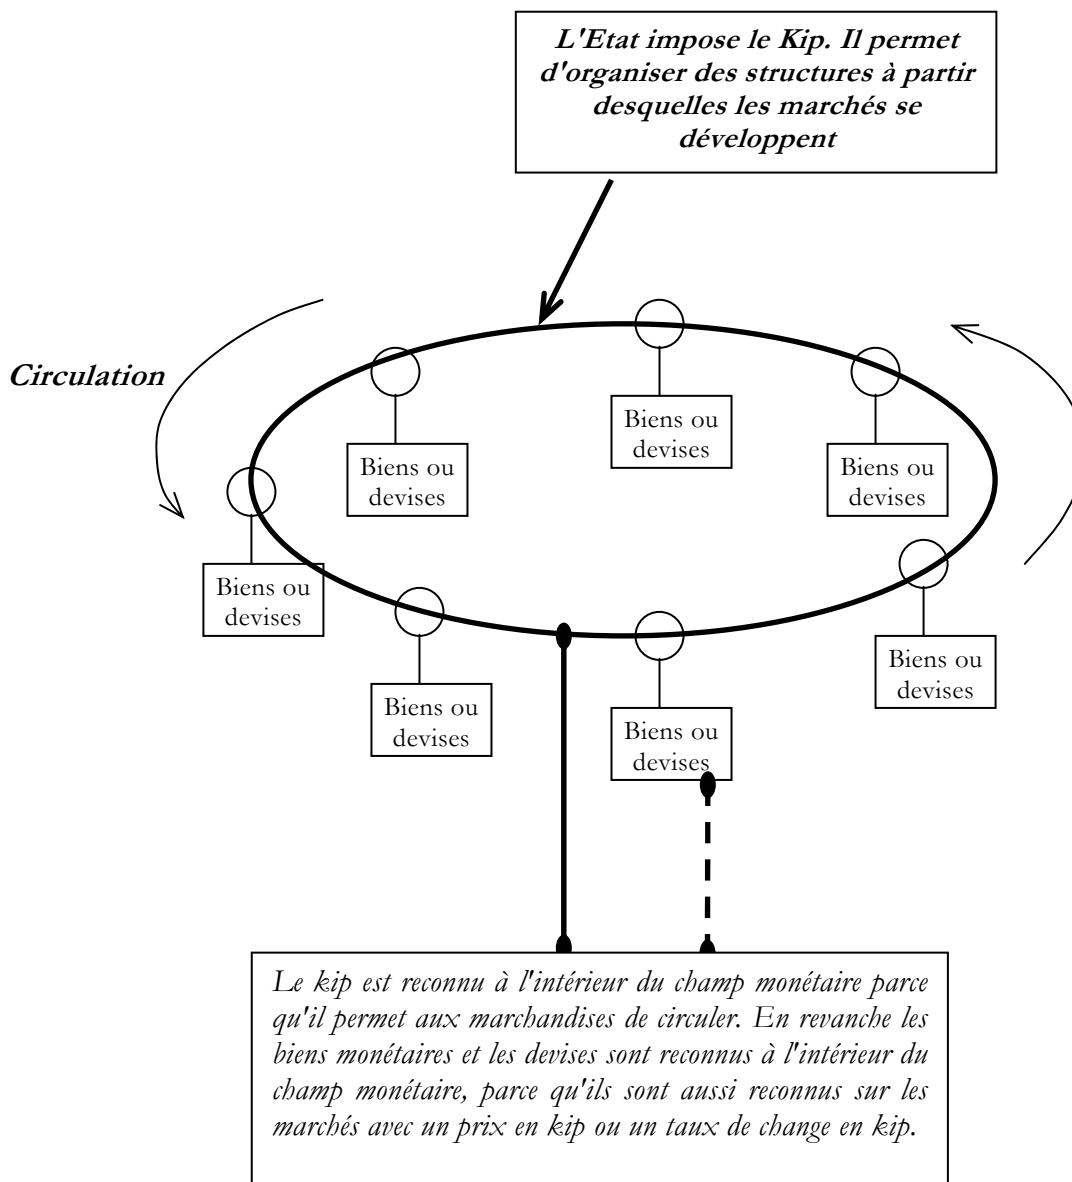 L'Etat impose le Kip. Il permet
d'organiser des structures à partir
desquelles les marchés se
développent
Circulation
Biens ou
devises
Biens ou
devises
Biens ou
devises
Biens ou
devises
Biens ou
devises
Biens ou
devises
Biens ou
devises
Le kip est reconnu à l'intérieur du champ monétaire parce
qu'il permet aux marchandises de circuler. En revanche les
biens monétaires et les devises sont reconnus à l'intérieur du
champ monétaire, parce qu'ils sont aussi reconnus sur les
marchés avec un prix en kip ou un taux de change en kip.